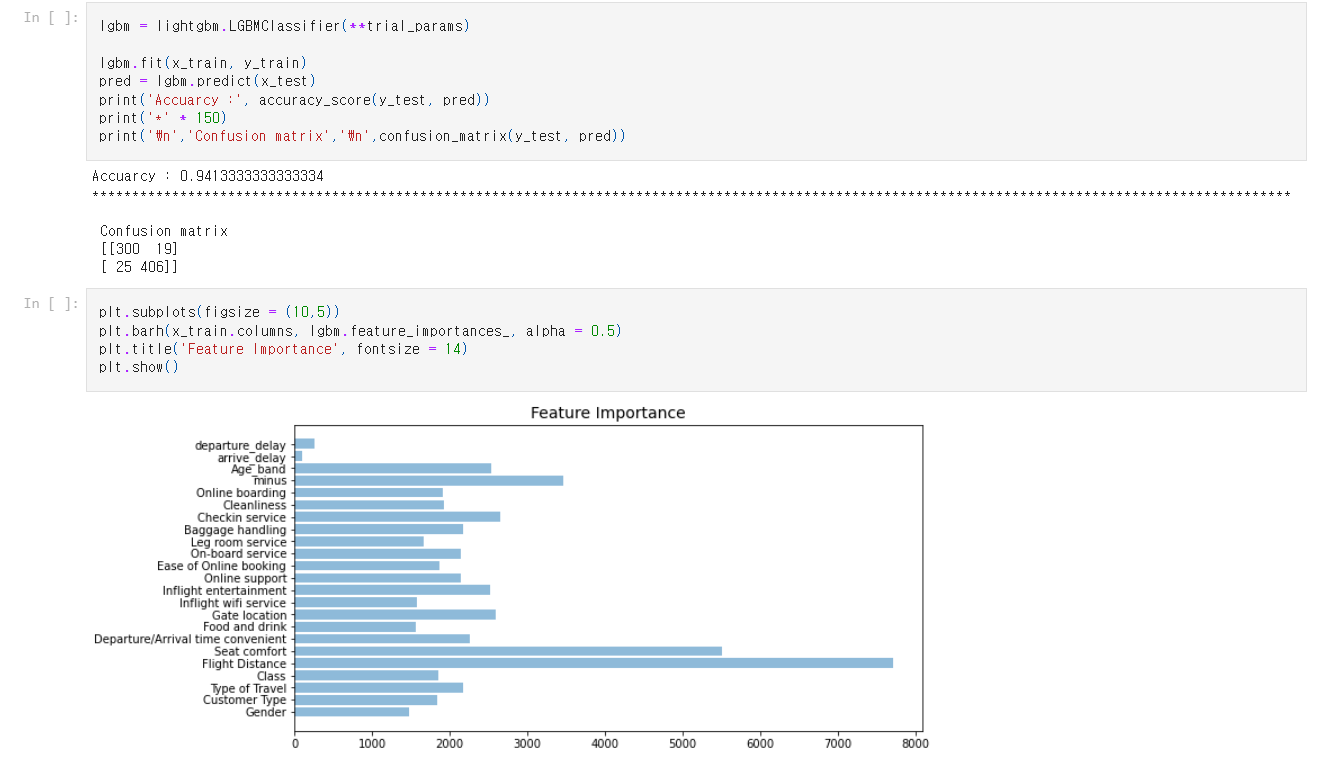 In [ ]:
lgbm = lightgbm.LGBMClassifier(**trial_params)
lgbm.fit(x_train, y_train)
pred = lgbm.predict(x_test)
print('Accuarcy :', accuracy_score(y_test, pred))
print('*' * 150)
print('₩n','Confusion matrix','₩n',confusion_matrix(y_test, pred))
Accuarcy : 0.9413333333333334
******************************************************************************************************************************************************
Confusion matrix
[[300  19]
[ 25 406]]
In [ ]:
plt.subplots(figsize = (10,5))
plt.barh(x_train.columns, lgbm.feature_importances_, alpha = 0.5)
plt.title('Feature Importance', fontsize = 14)
plt.show()
Feature Importance
departure_delay
arrive_delay
Age_band
minus
Online boarding
Cleanliness
Checkin service
Baggage handling
Leg room service
On-board service
Ease of Online booking
Online support
Inflight entertainment
Inflight wifi service
Gate location
Food and drink
Departure/Arrival time convenient
Seat comfort
Flight Distance
Class
Type of Travel
Customer Type
Gender
0 1000 2000 3000 4000 5000 6000 7000 8000